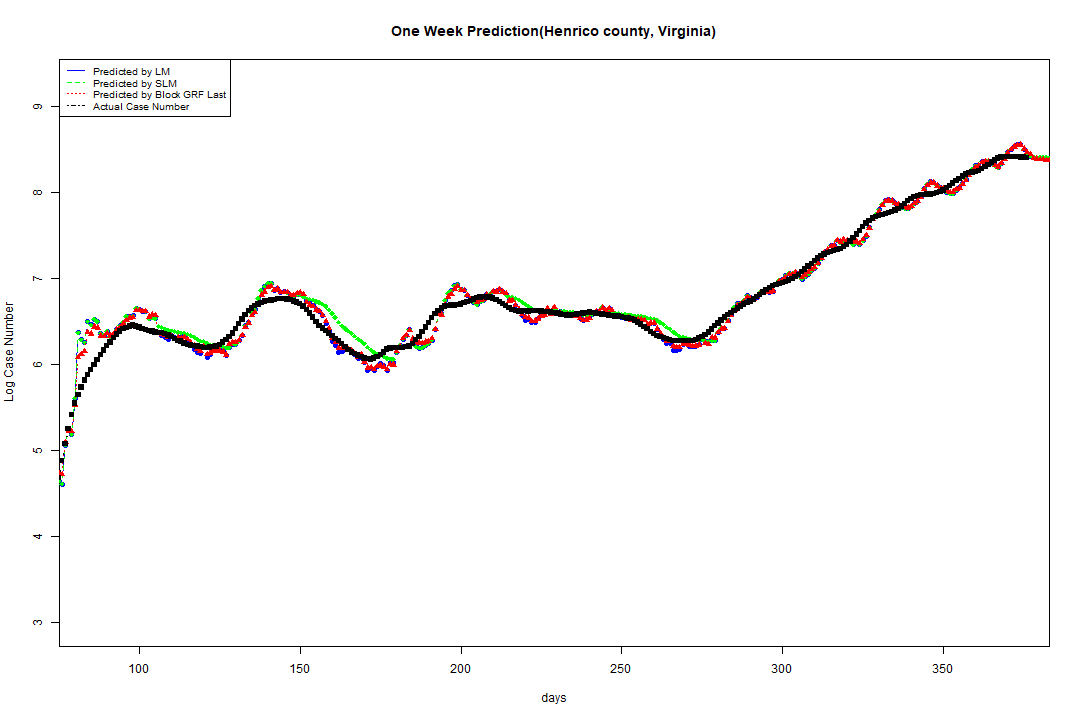 One Week Prediction(Henrico county, Virginia)
Predicted by LM
Predicted by SLM
Predicted by Block GRF Last
Actual Case Number
Log Case Number
9
8
7
6
5
4
3
100 150 200 250 300 350
days